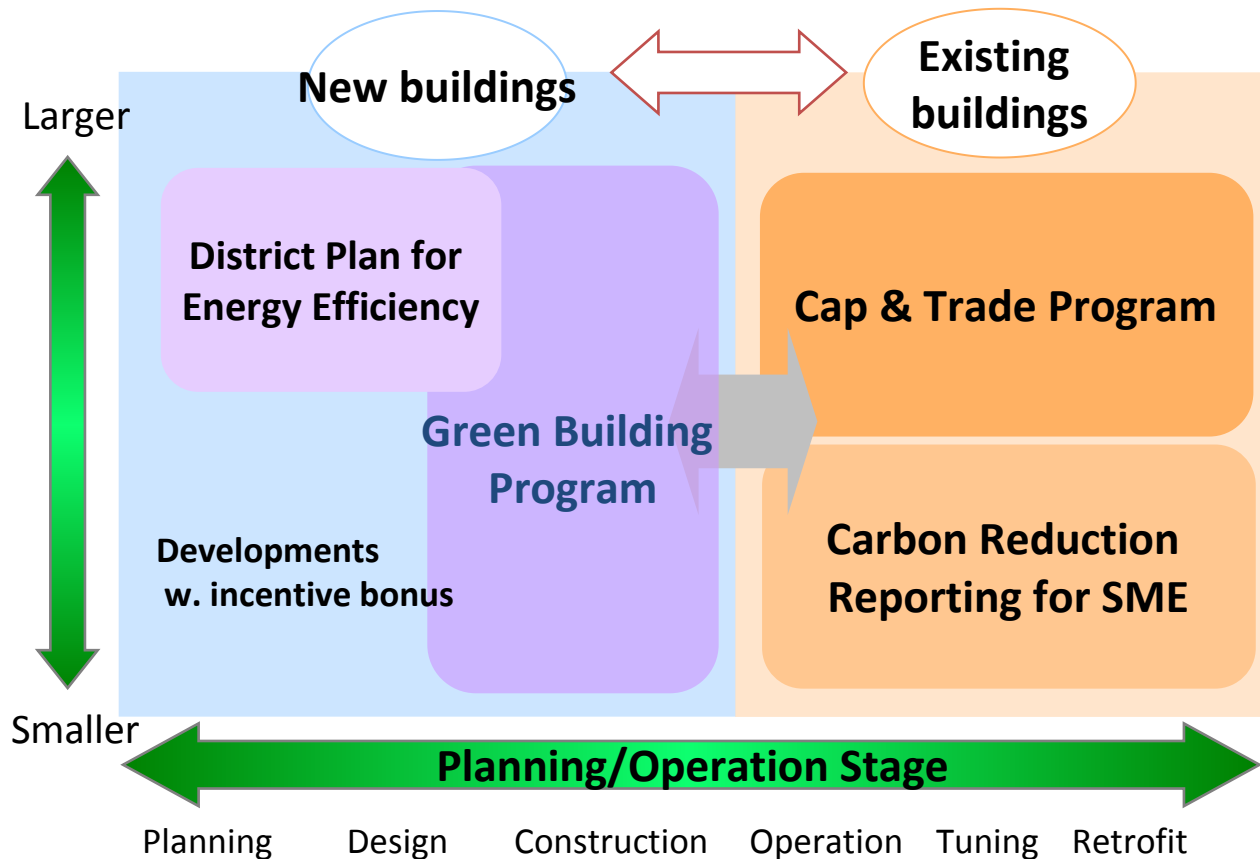 New buildings
Existing
buildings
Larger
District Plan for
Energy Efficiency
Cap & Trade Program
Green Building
Program
Developments
w. incentive bonus
Carbon Reduction
Reporting for SME
Smaller
Planning/Operation Stage
Planning Design Construction Operation Tuning Retrofit